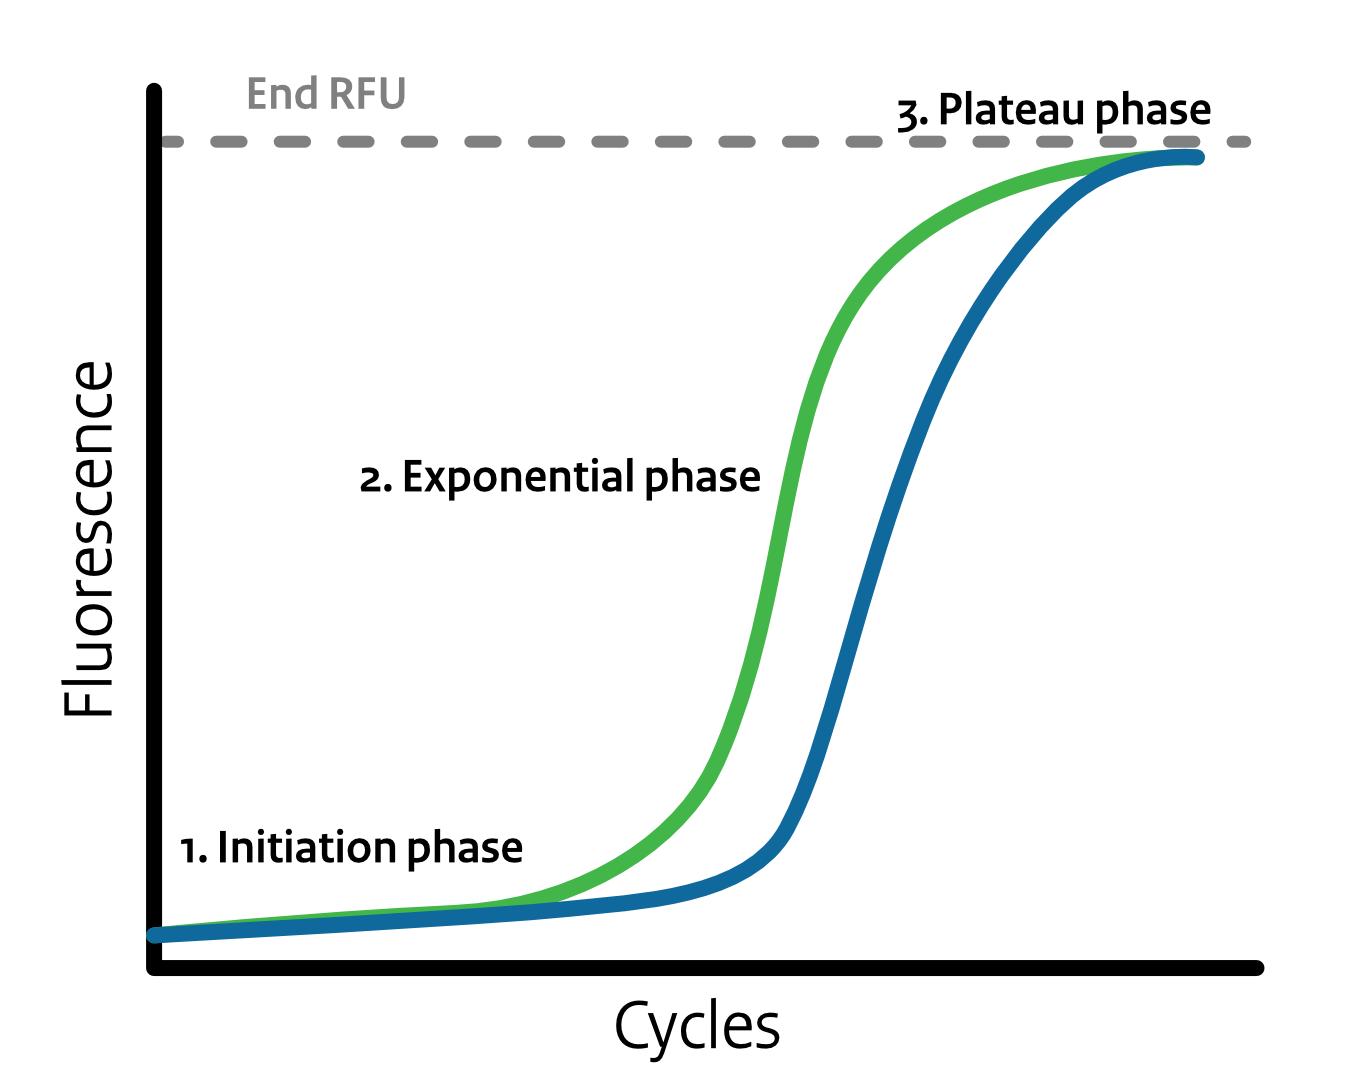 End RFU
3. Plateau phase
2. Exponential phase
1. Initiation phase
Fluorescence
Cycles